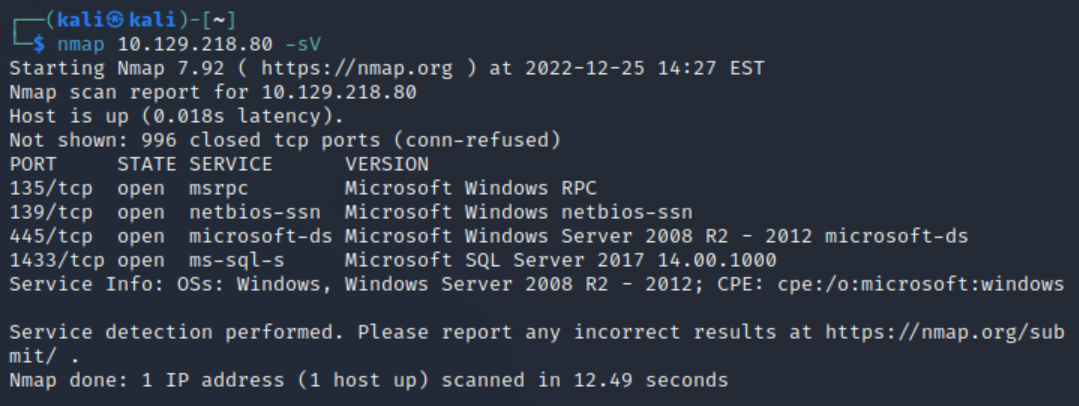 ┌──(kali㉿kali)-[~]
└─$ nmap 10.129.218.80 -sV
Starting Nmap 7.92 ( https://nmap.org ) at 2022-12-25 14:27 EST
Nmap scan report for 10.129.218.80
Host is up (0.018s latency).
Not shown: 996 closed tcp ports (conn-refused)
PORT     STATE SERVICE      VERSION
135/tcp  open  msrpc        Microsoft Windows RPC
139/tcp  open  netbios-ssn  Microsoft Windows netbios-ssn
445/tcp  open  microsoft-ds Microsoft Windows Server 2008 R2 - 2012 microsoft-ds
1433/tcp open  ms-sql-s     Microsoft SQL Server 2017 14.00.1000
Service Info: OSs: Windows, Windows Server 2008 R2 - 2012; CPE: cpe:/o:microsoft:windows
Service detection performed. Please report any incorrect results at https://nmap.org/sub
mit/ .
Nmap done: 1 IP address (1 host up) scanned in 12.49 seconds